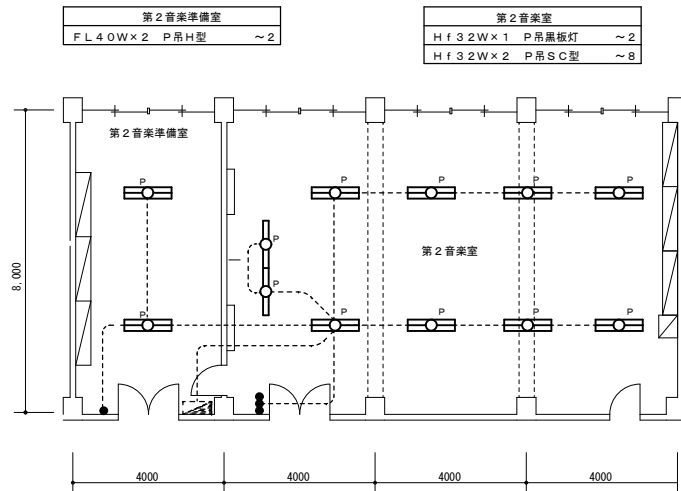 第２音楽準備室
ＦＬ４０Ｗ×２　Ｐ吊Ｈ型　～２
第２音楽室
Ｈｆ３２Ｗ×１　Ｐ吊黒板灯　～２
Ｈｆ３２Ｗ×２　Ｐ吊ＳＣ型　～８
第２音楽準備室
P
P
P
P
P
P
P
第２音楽室
8,000
P
P
P
P
P
4000
4000
4000
4000